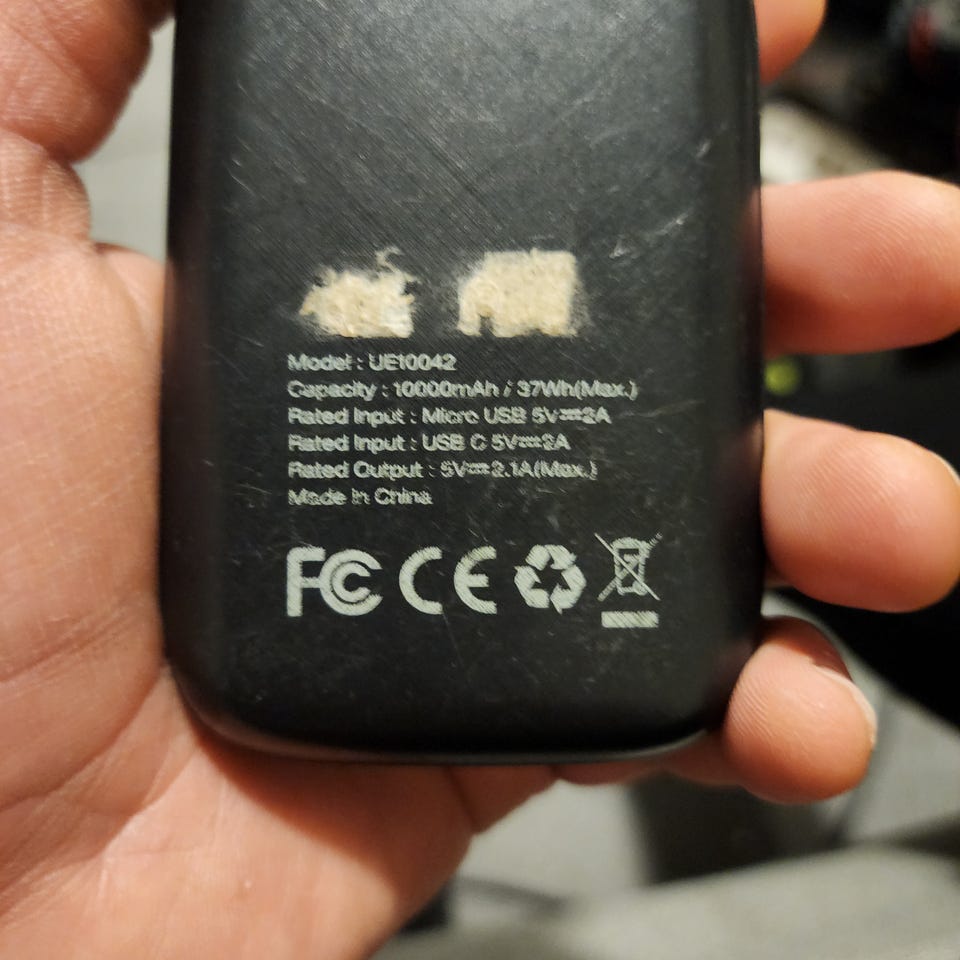 Model : UE10042
Capacity : 10000mAh / 37Wh(Max.)
Rated Input : Micro USB 5V⎓2A
Rated Input : USB C 5V⎓2A
Rated Output : 5V⎓2.1A(Max.)
Made in China
FC CE